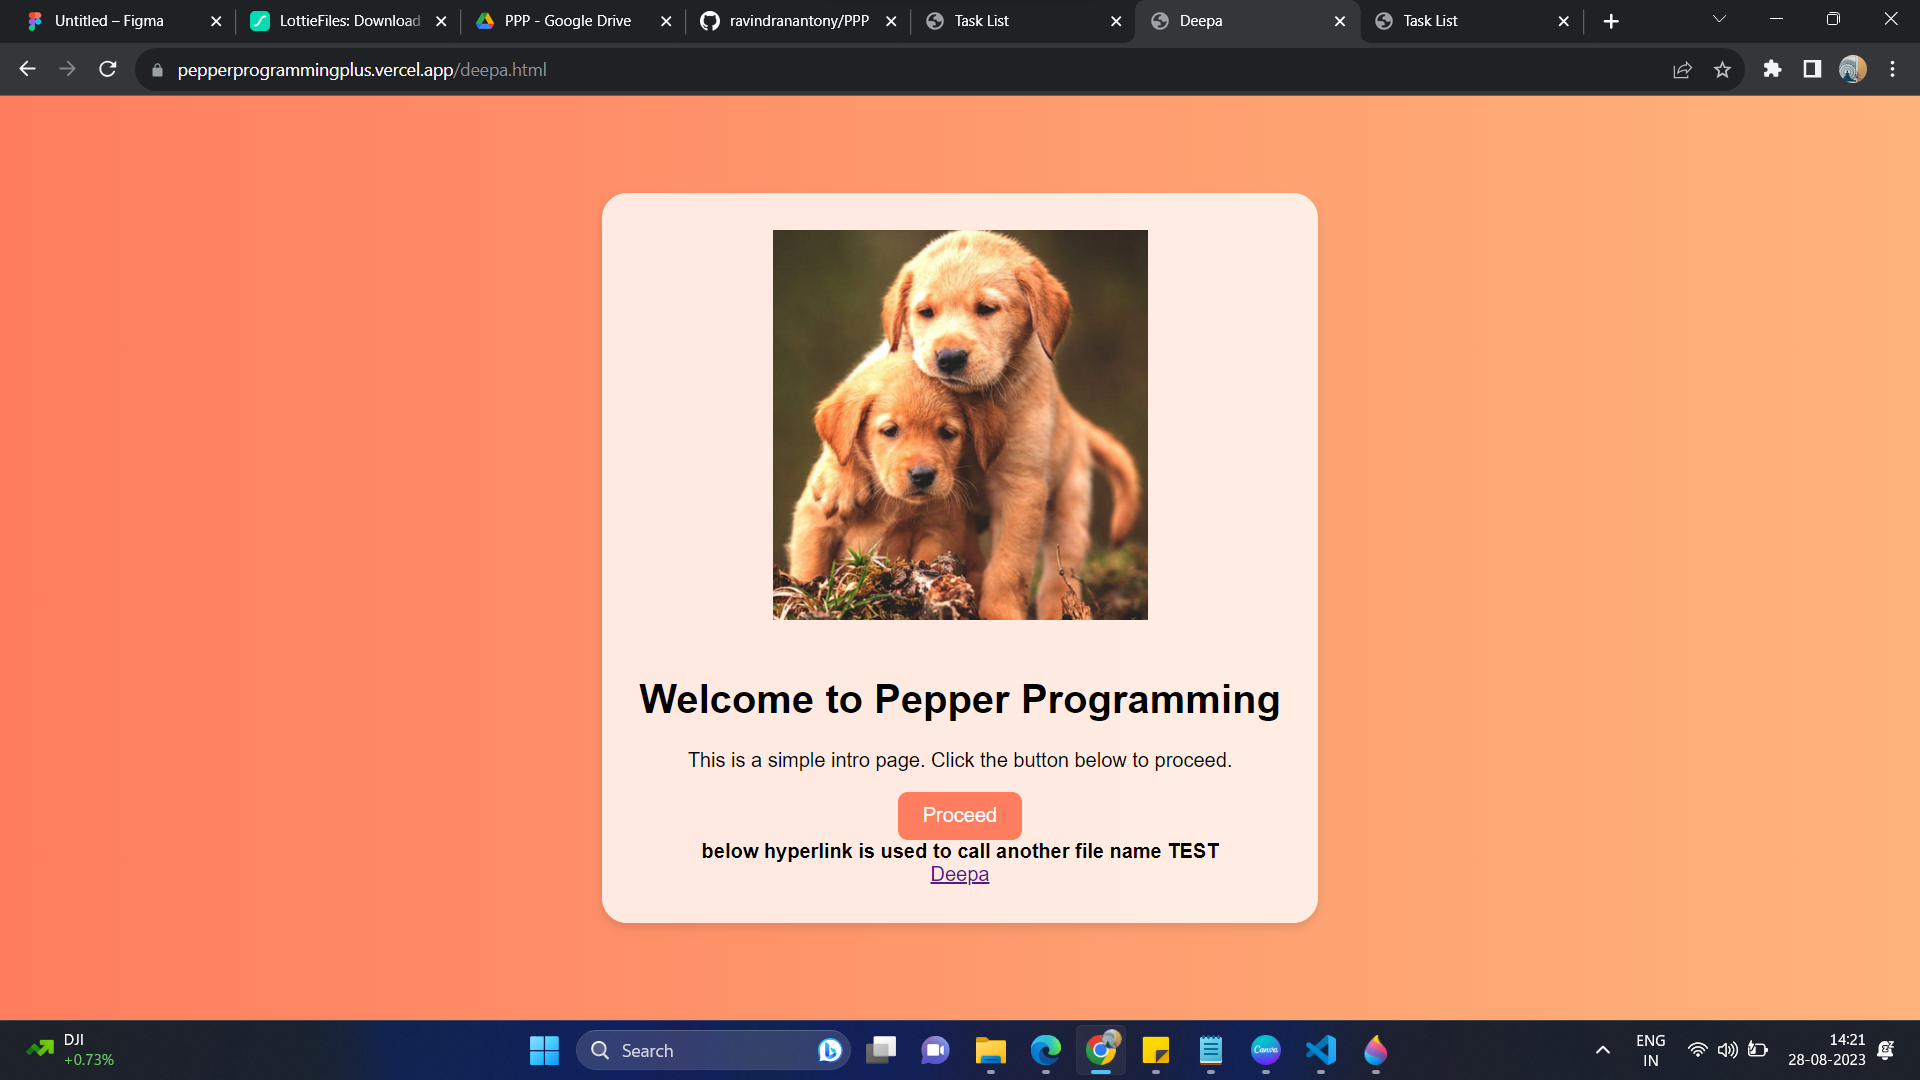 Untitled – Figma
LottieFiles: Download
PPP - Google Drive
ravindranantony/PPP
Task List
Deepa
Task List
pepperprogrammingplus.vercel.app/deepa.html
Welcome to Pepper Programming
This is a simple intro page. Click the button below to proceed.
Proceed
below hyperlink is used to call another file name TEST
Deepa
DJI
+0.73%
Search
Canva
ENG
IN
14:21
28-08-2023